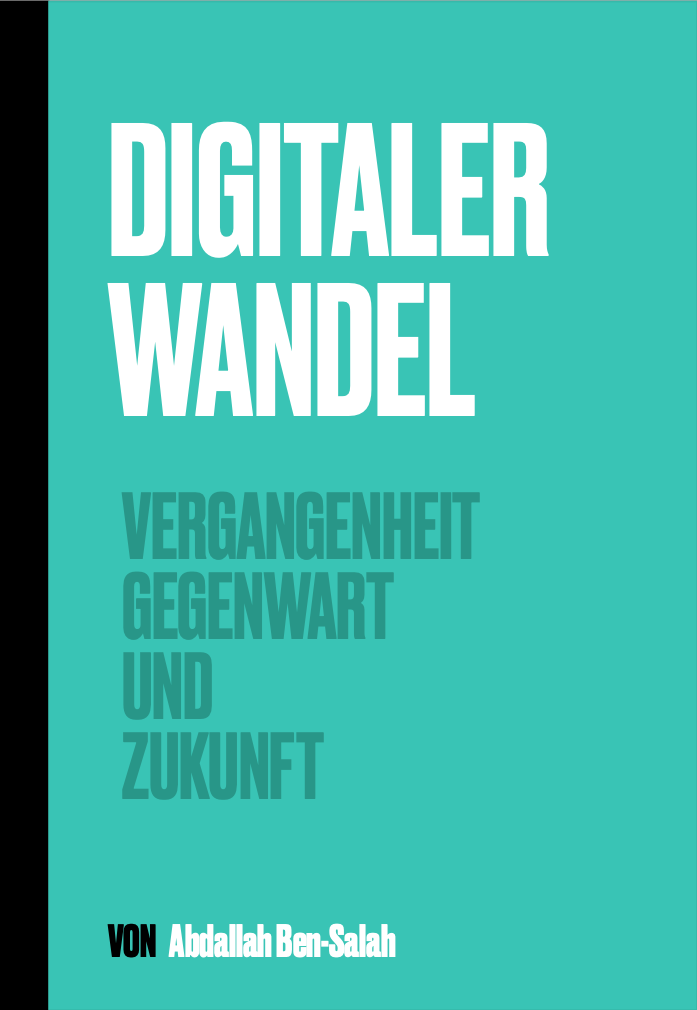 DIGITALER
WANDEL
VERGANGENHEIT
GEGENWART
UND
ZUKUNFT
VON Abdallah Ben-Salah